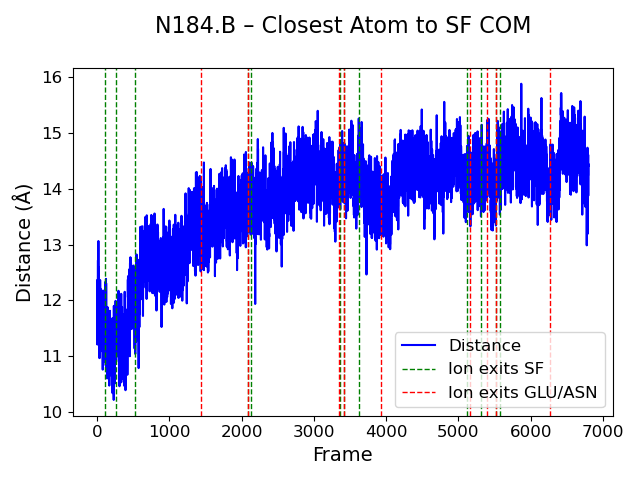 N184.B – Closest Atom to SF COM
16
15
14
13
12
11
10
Distance (Å)
Distance
Ion exits SF
Ion exits GLU/ASN
0 1000 2000 3000 4000 5000 6000 7000
Frame